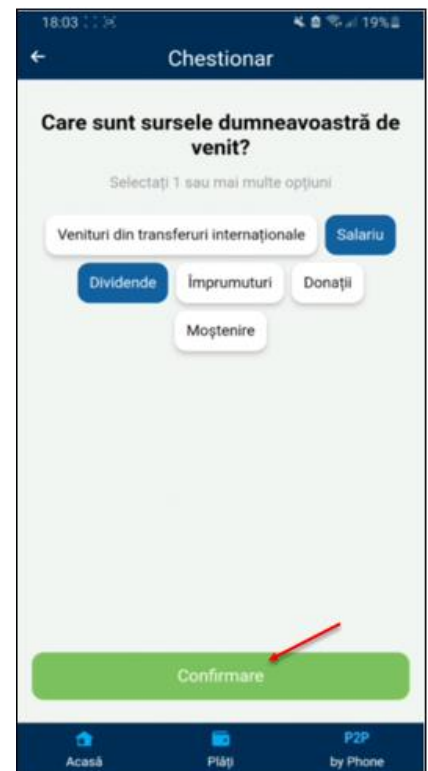 18:03
19%
Chestionar
Care sunt sursele dumneavoastră de
venit?
Selectați 1 sau mai multe opțiuni
Venituri din transferuri internaționale
Salariu
Dividende
Împrumuturi
Donații
Moștenire
Confirmare
P2P
Acasă
Plăți
by Phone